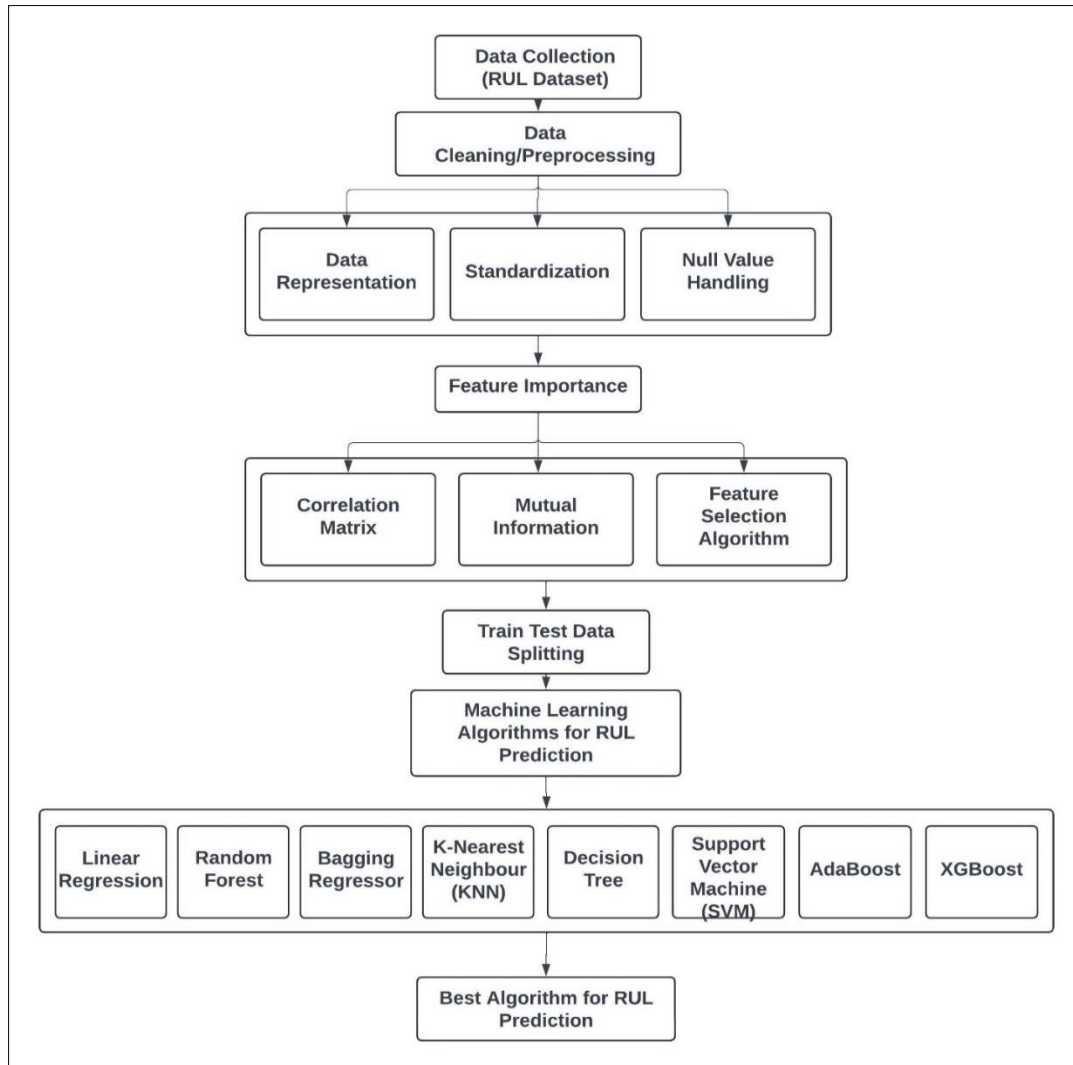 Data Collection
(RUL Dataset)
Data
Cleaning/Preprocessing
Data
Representation
Standardization
Null Value
Handling
Feature Importance
Correlation
Matrix
Mutual
Information
Feature
Selection
Algorithm
Train Test Data
Splitting
Machine Learning
Algorithms for RUL
Prediction
Linear
Regression
Random
Forest
Bagging
Regressor
K-Nearest
Neighbour
(KNN)
Decision
Tree
Support
Vector
Machine
(SVM)
AdaBoost
XGBoost
Best Algorithm for RUL
Prediction